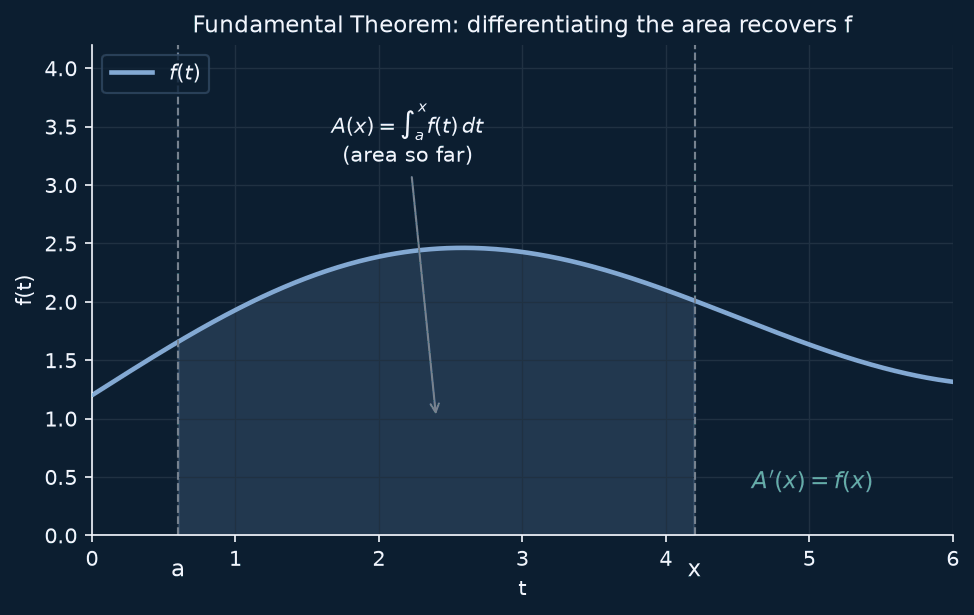 Fundamental Theorem: differentiating the area recovers f
f(t)
A(x) = ∫ₐˣ f(t) dt
(area so far)
A′(x) = f(x)
f(t)
4.0
3.5
3.0
2.5
2.0
1.5
1.0
0.5
0.0
0 1 2 3 4 5 6
a x
t